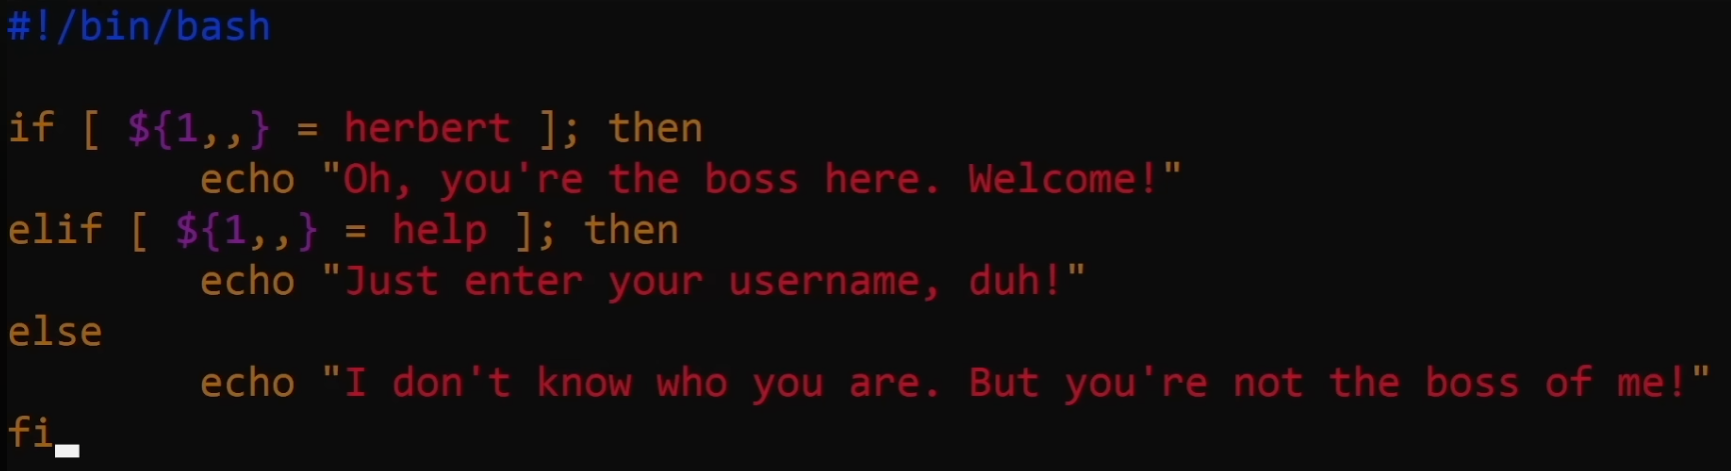 #!/bin/bash
if [ ${1,,} = herbert ]; then
echo "Oh, you're the boss here. Welcome!"
elif [ ${1,,} = help ]; then
echo "Just enter your username, duh!"
else
echo "I don't know who you are. But you're not the boss of me!"
fi